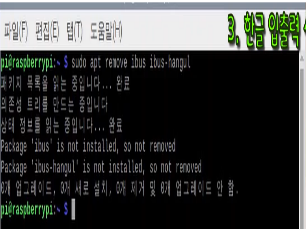 파일(F) 편집(E) 탭(T) 도움말(H)
3. 한글 입출력
pi@raspberrypi:~ $ sudo apt remove ibus ibus-hangul
패키지 목록을 읽는 중입니다... 완료
의존성 트리를 만드는 중입니다
상태 정보를 읽는 중입니다... 완료
Package 'ibus' is not installed, so not removed
Package 'ibus-hangul' is not installed, so not removed
0개 업그레이드, 0개 새로 설치, 0개 제거 및 6개 업그레이드 안 함.
pi@raspberrypi:~ $